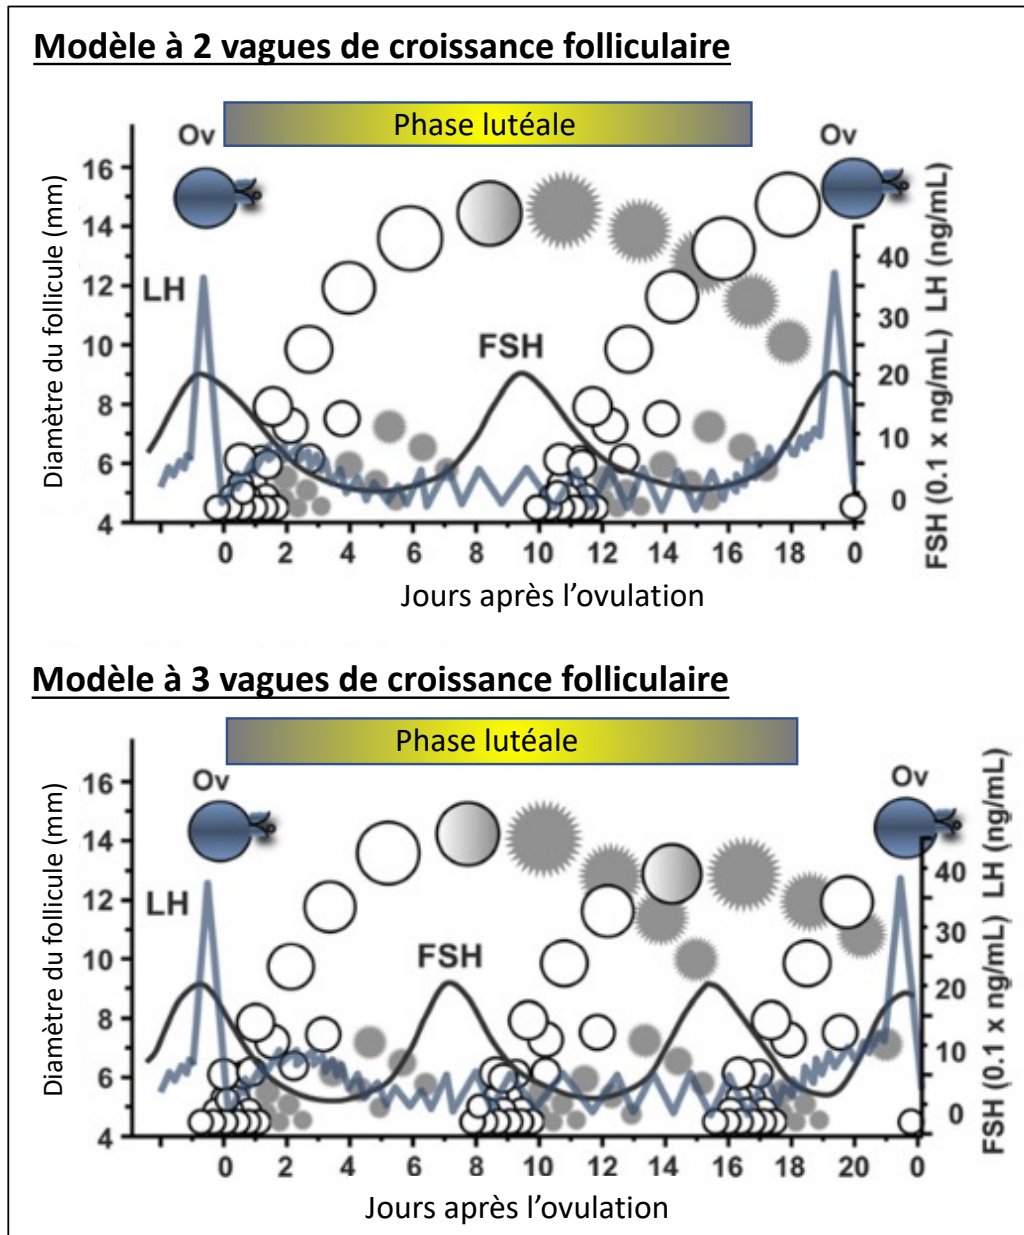 Modèle à 2 vagues de croissance folliculaire
Phase lutéale
Ov
Ov
16
14
12
10
8
6
4
Diamètre du follicule (mm)
LH
FSH
40
30
20
10
0
FSH (0.1 x ng/mL) LH (ng/mL)
0 2 4 6 8 10 12 14 16 18 0
Jours après l'ovulation
Modèle à 3 vagues de croissance folliculaire
Phase lutéale
Ov
Ov
16
14
12
10
8
6
4
Diamètre du follicule (mm)
LH
FSH
40
30
20
10
0
FSH (0.1 x ng/mL) LH (ng/mL)
0 2 4 6 8 10 12 14 16 18 20 0
Jours après l'ovulation